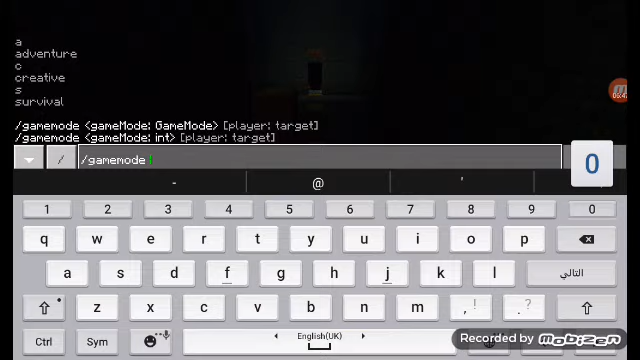 a
adventure
c
creative
s
survival
/gamemode <gameMode: GameMode> [player: target]
/gamemode <gameMode: int> [player: target]
/ /gamemode
0
- @ '
1 2 3 4 5 6 7 8 9 0
q w e r t y u i o p
a s d f g h j k l التالي
z x c v b n m , ! . ?
Ctrl Sym English(UK)
Recorded by MOBIZEN